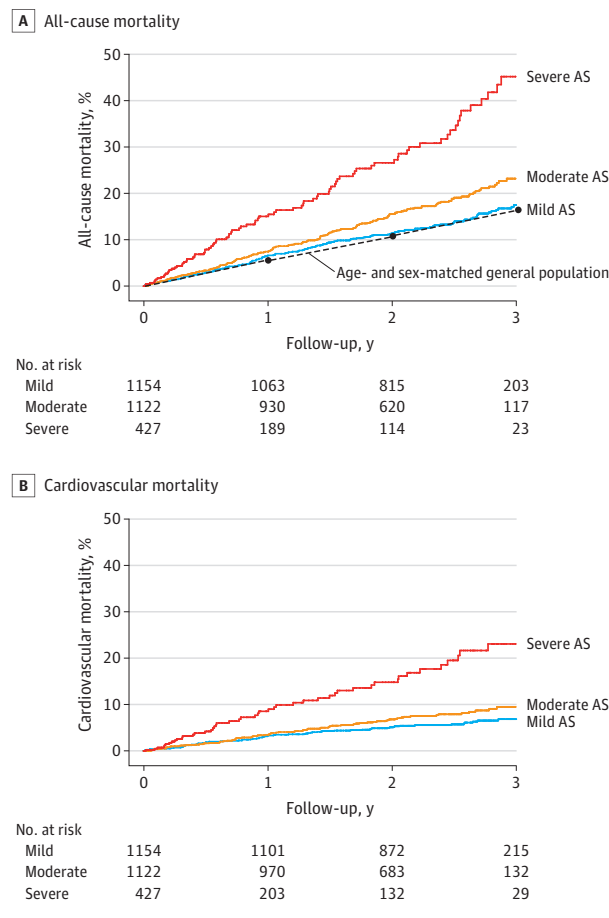 A All-cause mortality
50
40
30
20
10
0
All-cause mortality, %
Severe AS
Moderate AS
Mild AS
Age- and sex-matched general population
0 1 2 3
Follow-up, y
No. at risk
Mild 1154 1063 815 203
Moderate 1122 930 620 117
Severe 427 189 114 23
B Cardiovascular mortality
50
40
30
20
10
0
Cardiovascular mortality, %
Severe AS
Moderate AS
Mild AS
0 1 2 3
Follow-up, y
No. at risk
Mild 1154 1101 872 215
Moderate 1122 970 683 132
Severe 427 203 132 29